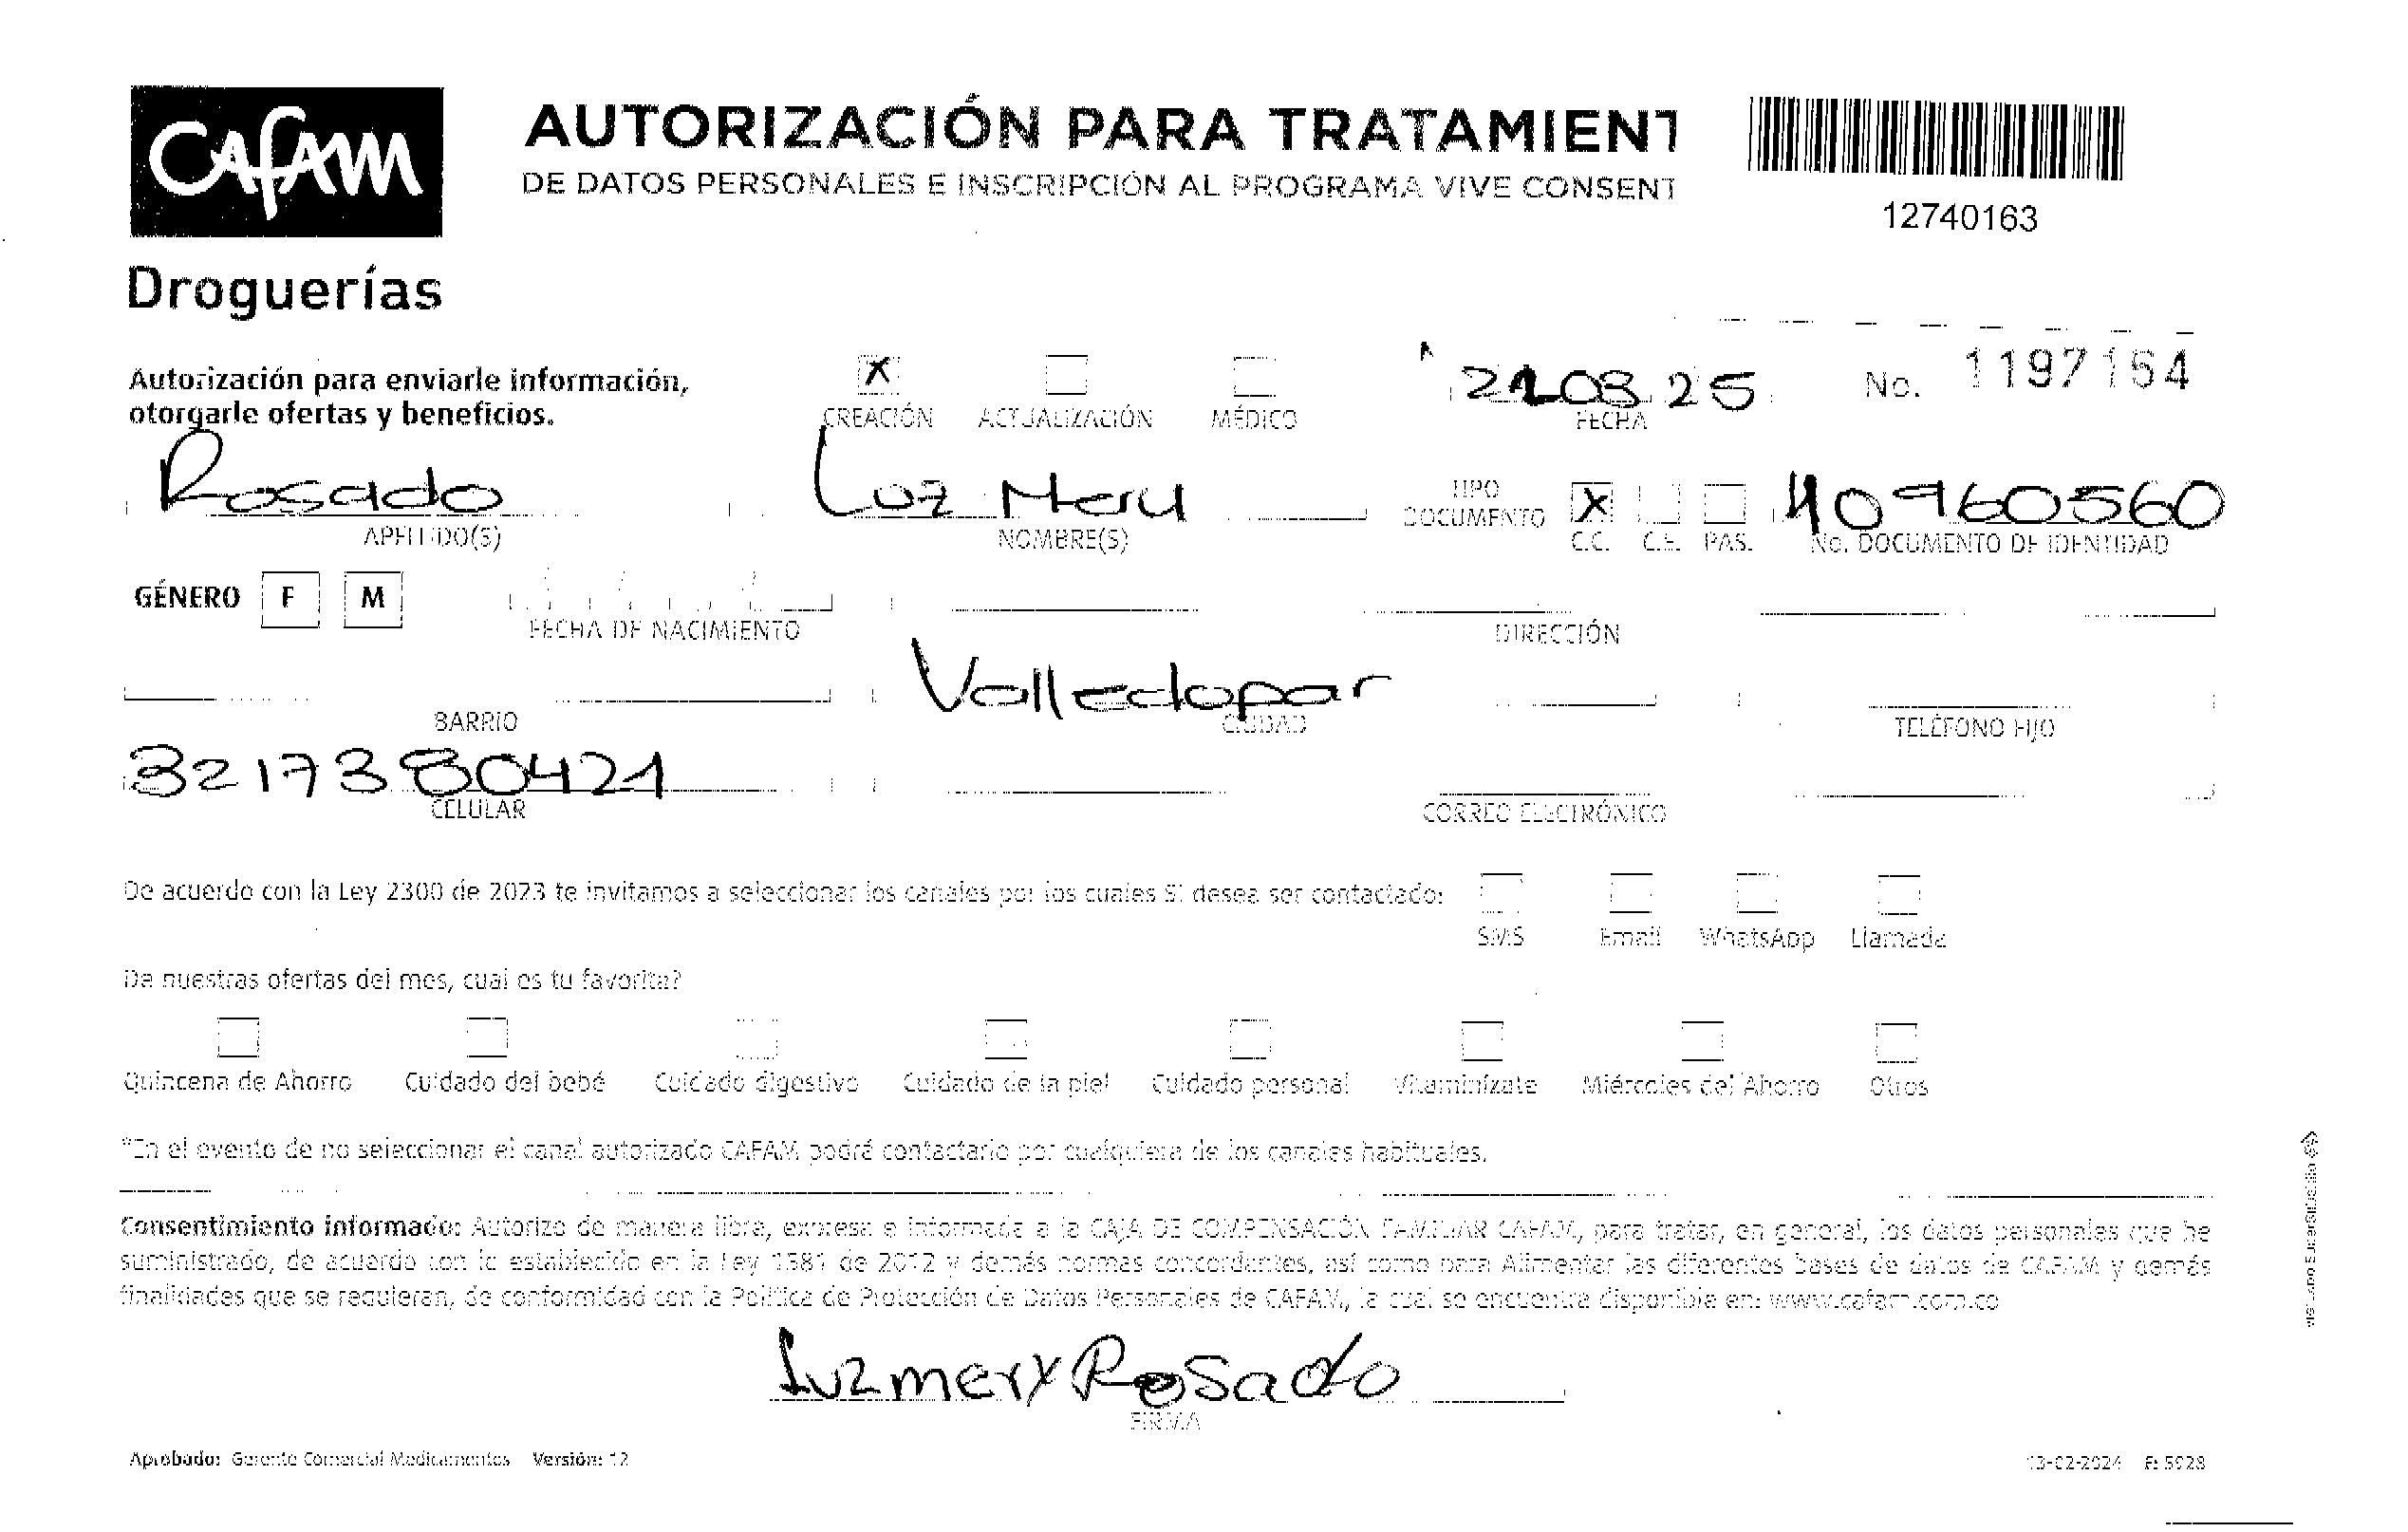 Cafam
Droguerías
AUTORIZACIÓN PARA TRATAMIENT
DE DATOS PERSONALES E INSCRIPCIÓN AL PROGRAMA VIVE CONSENT
12740163
Autorización para enviarle información,
otorgarle ofertas y beneficios.
X
CREACIÓN ACTUALIZACIÓN MÉDICO
08 25
FECHA
No. 1197164
Rosado
APELLIDO(S)
Luz Mery
NOMBRE(S)
TIPO
DOCUMENTO
X
C.C. C.E. PAS.
40960560
No. DOCUMENTO DE IDENTIDAD
GÉNERO F M
FECHA DE NACIMIENTO
DIRECCIÓN
BARRIO
Valledupar
CIUDAD
TELÉFONO FIJO
3217380421
CELULAR
CORREO ELECTRÓNICO
De acuerdo con la Ley 2300 de 2023 te invitamos a seleccionar los canales por los cuales SI desea ser contactado:
SMS Email WhatsApp Llamada
De nuestras ofertas del mes, cual es tu favorita?
Quincena de Ahorro Cuidado del bebé Cuidado digestivo Cuidado de la piel Cuidado personal Vitamínízate Miércoles del Ahorro Otros
*En el evento de no seleccionar el canal autorizado CAFAM podrá contactarlo por cualquiera de los canales habituales.
Consentimiento informado: Autorizo de manera libre, expresa e informada a la CAJA DE COMPENSACIÓN FAMILIAR CAFAM, para tratar, en general, los datos personales que he
suministrado, de acuerdo con lo establecido en la Ley 1581 de 2012 y demás normas concordantes, así como para Alimentar las diferentes bases de datos de CAFAM y demás
finalidades que se requieran, de conformidad con la Política de Protección de Datos Personales de CAFAM, la cual se encuentra disponible en: www.cafam.com.co
Luzmery Rosado
FIRMA
Aprobado: Gerente Comercial Medicamentos Versión: 12
13-02-2024 F: 5928